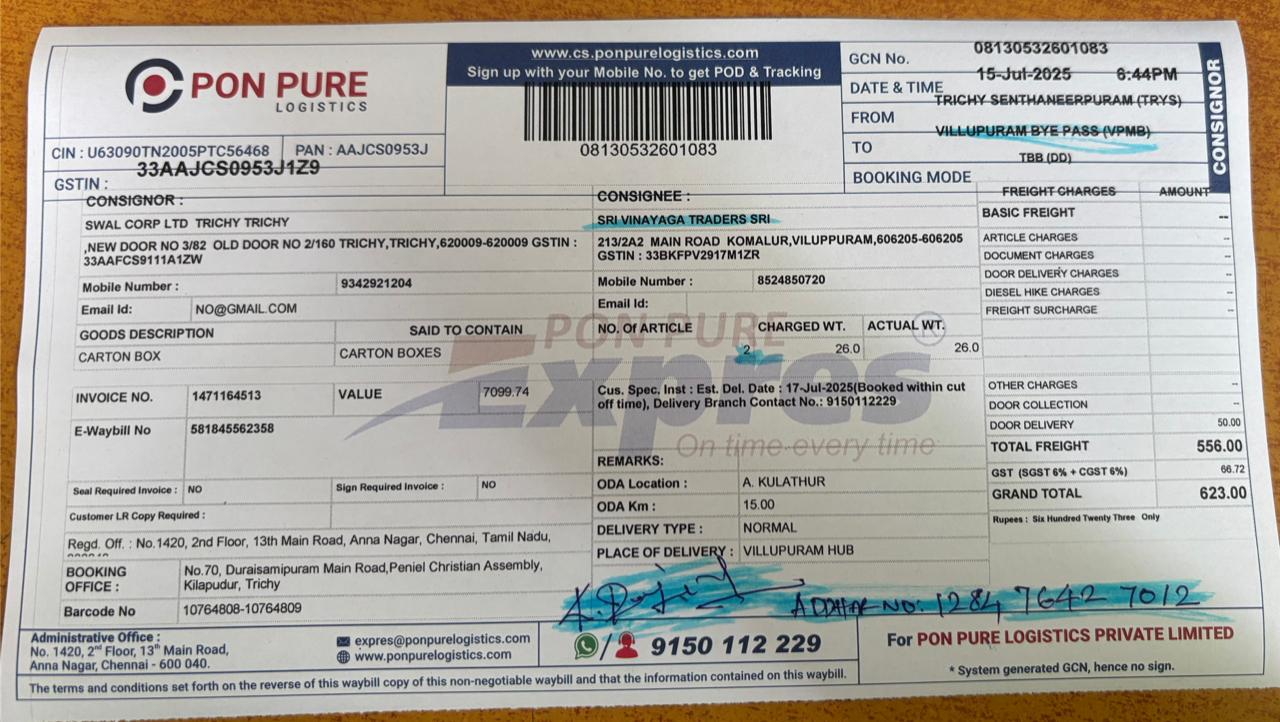 PON PURE
LOGISTICS
CIN : U63090TN2005PTC56468 PAN : AAJCS0953J
33AAJCS0953J1Z9
GSTIN :
www.cs.ponpurelogistics.com
Sign up with your Mobile No. to get POD & Tracking
08130532601083
GCN No. 08130532601083
DATE & TIME 15-Jul-2025 6:44PM
FROM TRICHY SENTHANEERPURAM (TRYS)
TO VILLUPURAM BYE PASS (VPMB)
BOOKING MODE TBB (DD)
CONSIGNOR
CONSIGNOR :
SWAL CORP LTD TRICHY TRICHY
,NEW DOOR NO 3/82 OLD DOOR NO 2/160 TRICHY,TRICHY,620009-620009 GSTIN :
33AAFCS9111A1ZW
Mobile Number : 9342921204
Email Id: NO@GMAIL.COM
GOODS DESCRIPTION SAID TO CONTAIN
CARTON BOX CARTON BOXES
INVOICE NO. 1471164513 VALUE 7099.74
E-Waybill No 581845562358
Seal Required Invoice : NO Sign Required Invoice : NO
Customer LR Copy Required :
Regd. Off. : No.1420, 2nd Floor, 13th Main Road, Anna Nagar, Chennai, Tamil Nadu,
BOOKING OFFICE : No.70, Duraisamipuram Main Road,Peniel Christian Assembly,
Kilapudur, Trichy
Barcode No 10764808-10764809
CONSIGNEE :
SRI VINAYAGA TRADERS SRI
213/2A2 MAIN ROAD KOMALUR,VILUPPURAM,606205-606205
GSTIN : 33BKFPV2917M1ZR
Mobile Number : 8524850720
Email Id:
NO. Of ARTICLE CHARGED WT. ACTUAL WT.
2 26.0 26.0
PON PURE
Expres
On time every time
®
Cus. Spec, Inst : Est. Del. Date : 17-Jul-2025(Booked within cut
off time), Delivery Branch Contact No.: 9150112229
REMARKS:
ODA Location : A. KULATHUR
ODA Km : 15.00
DELIVERY TYPE : NORMAL
PLACE OF DELIVERY : VILLUPURAM HUB
FREIGHT CHARGES AMOUNT
BASIC FREIGHT --
ARTICLE CHARGES --
DOCUMENT CHARGES --
DOOR DELIVERY CHARGES --
DIESEL HIKE CHARGES --
FREIGHT SURCHARGE --
OTHER CHARGES --
DOOR COLLECTION --
DOOR DELIVERY 50.00
TOTAL FREIGHT 556.00
GST (SGST 6% + CGST 6%) 66.72
GRAND TOTAL 623.00
Rupees : Six Hundred Twenty Three Only
ADDHAR NO: 1284 7642 7012
Administrative Office :
No. 1420, 2nd Floor, 13th Main Road,
Anna Nagar, Chennai - 600 040.
expres@ponpurelogistics.com
www.ponpurelogistics.com
9150 112 229
For PON PURE LOGISTICS PRIVATE LIMITED
* System generated GCN, hence no sign.
The terms and conditions set forth on the reverse of this waybill copy of this non-negotiable waybill and that the information contained on this waybill.